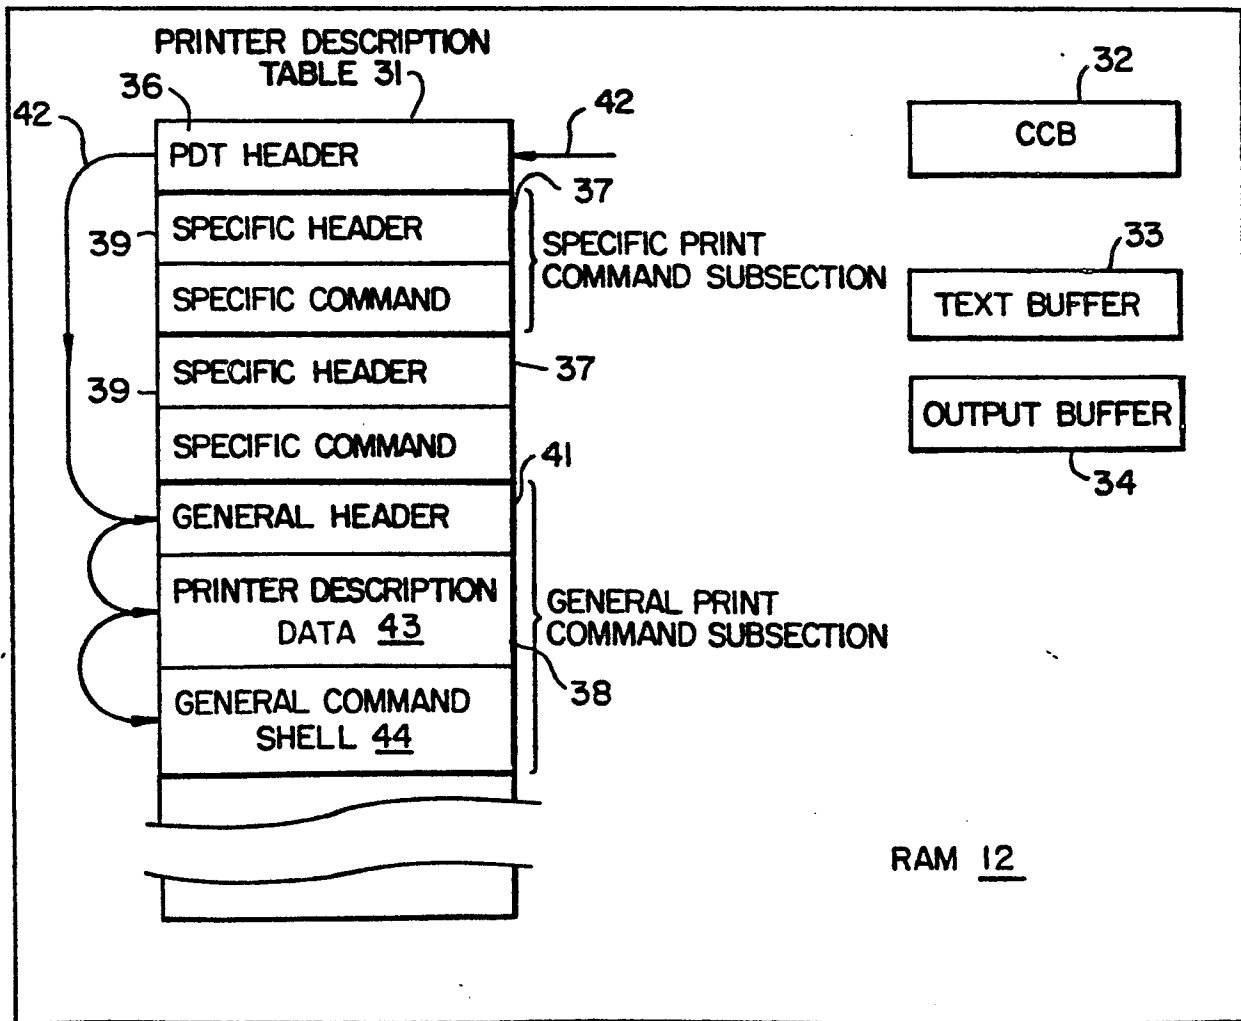 PRINTER DESCRIPTION
TABLE 31
36
42
42
PDT HEADER
37
39
SPECIFIC HEADER
SPECIFIC PRINT
COMMAND SUBSECTION
SPECIFIC COMMAND
39
SPECIFIC HEADER
37
SPECIFIC COMMAND
41
GENERAL HEADER
PRINTER DESCRIPTION
DATA 43
GENERAL PRINT
COMMAND SUBSECTION
38
GENERAL COMMAND
SHELL 44
32
CCB
33
TEXT BUFFER
OUTPUT BUFFER
34
RAM 12